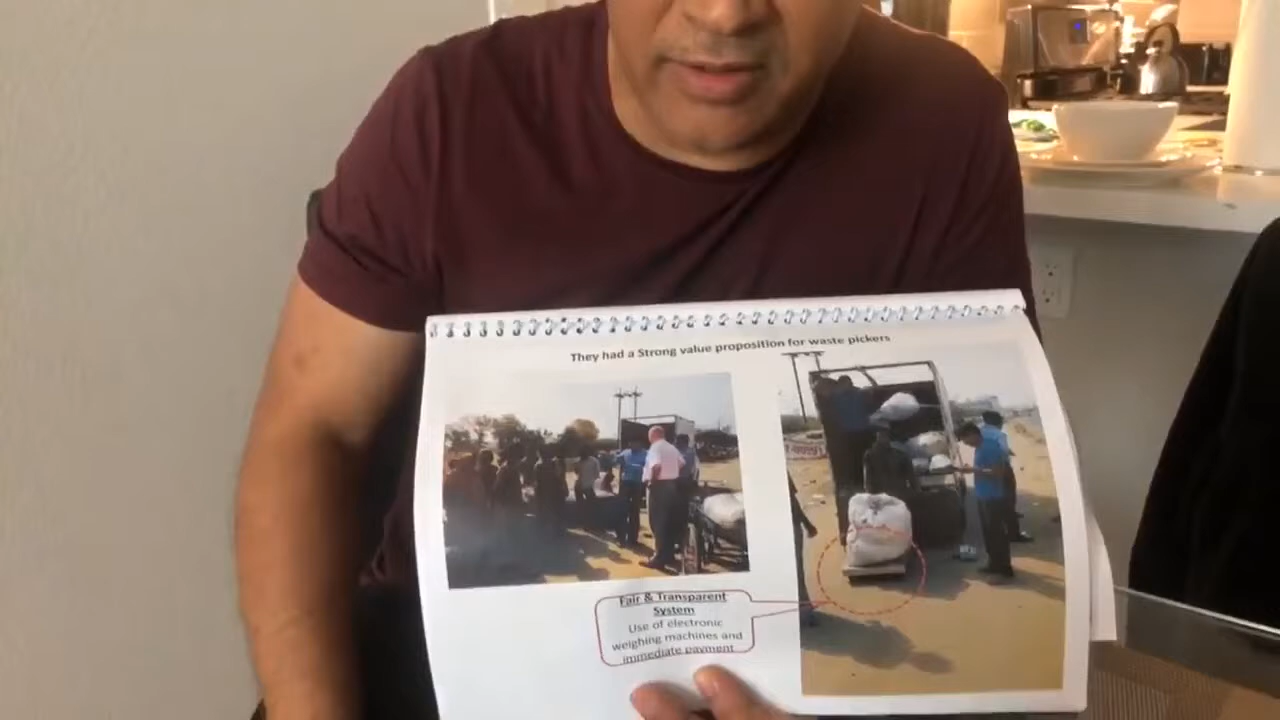 They had a Strong value proposition for waste pickers
Fair & Transparent
System
Use of electronic
weighing machines and
immediate payment